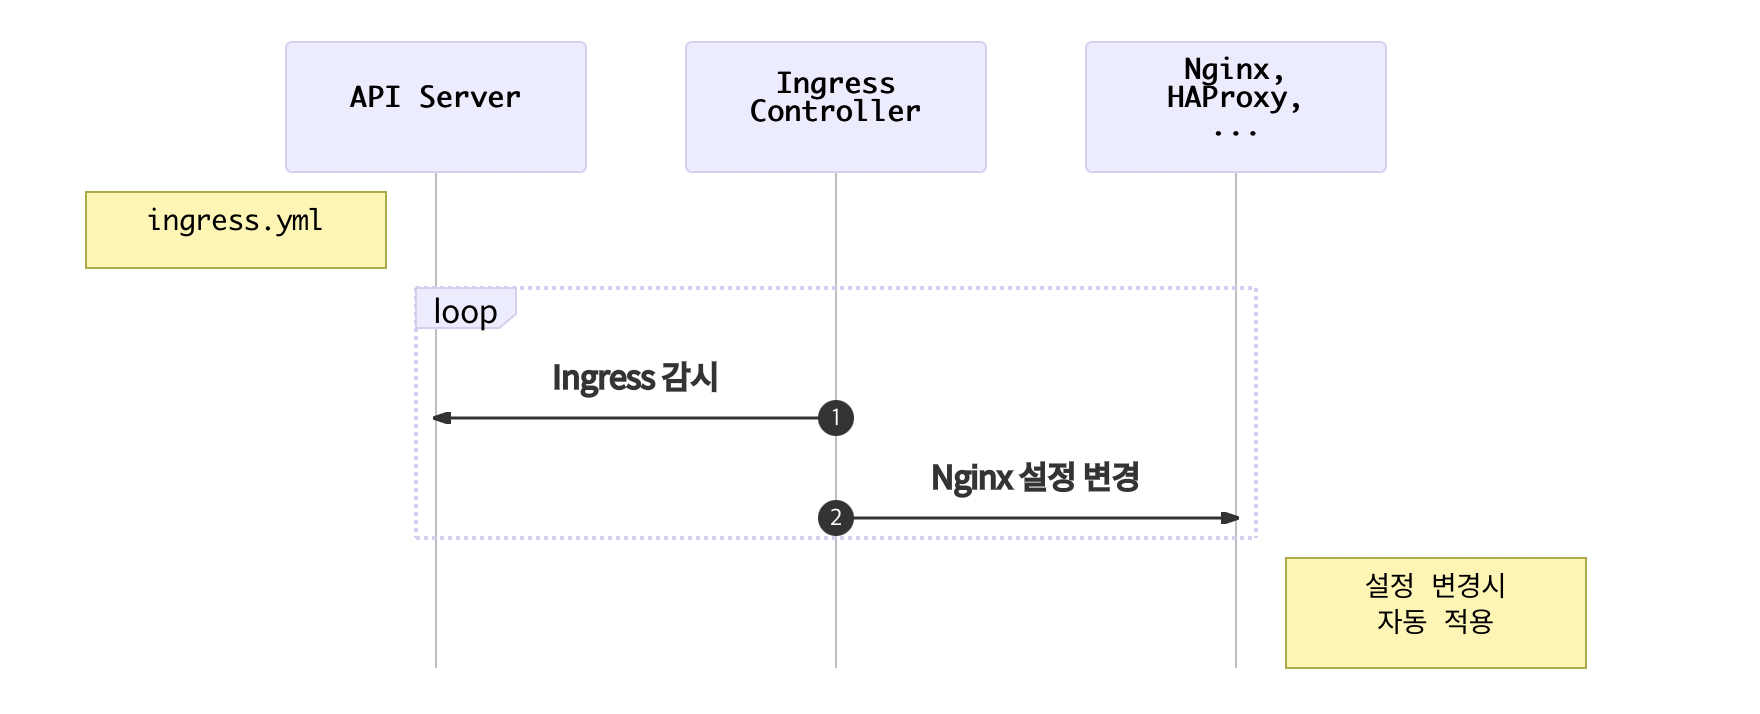 API Server
Ingress
Controller
Nginx,
HAProxy,
...
ingress.yml
loop
Ingress 감시
1
Nginx 설정 변경
2
설정 변경시
자동 적용